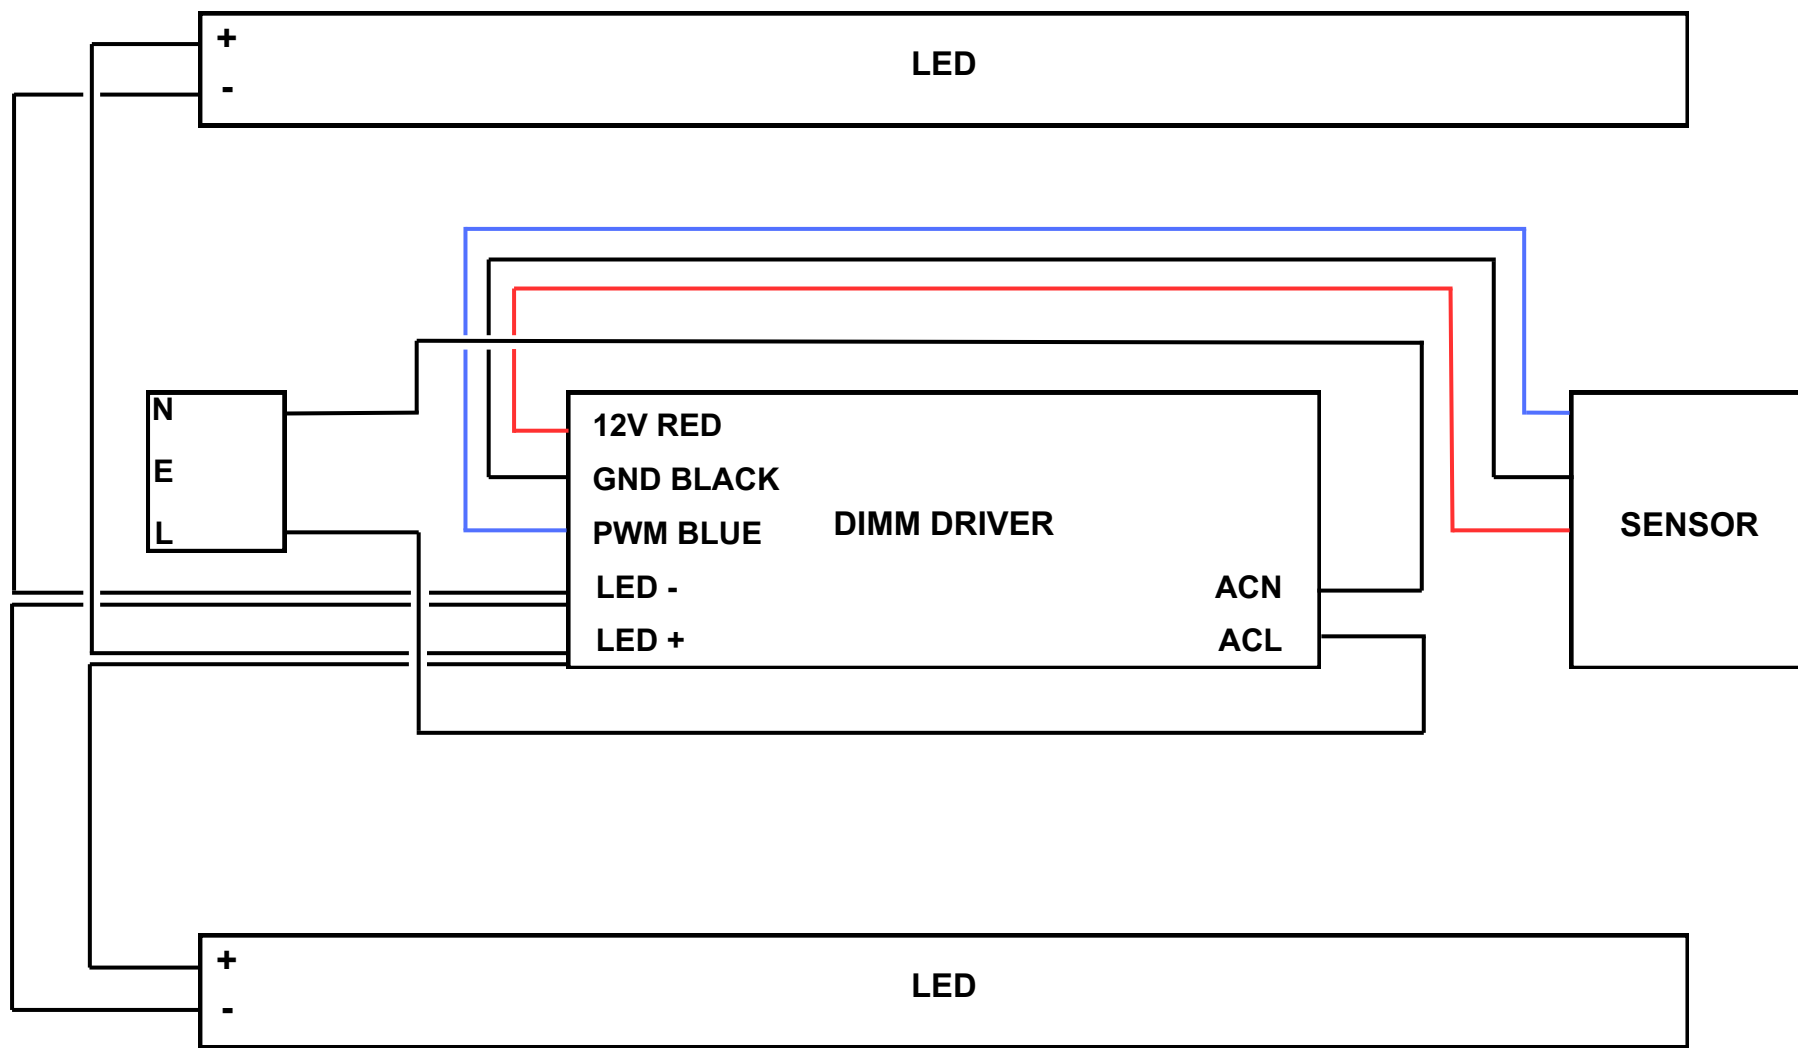 +
LED
-
N
E
L
12V RED
GND BLACK
PWM BLUE
DIMM DRIVER
LED -
LED +
ACN
ACL
SENSOR
+
LED
-